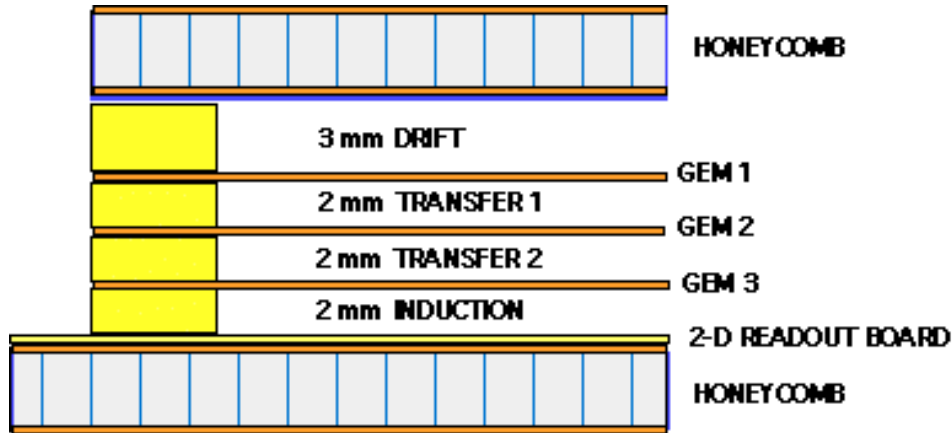 HONEYCOMB
3 mm DRIFT
GEM 1
2 mm TRANSFER 1
GEM 2
2 mm TRANSFER 2
GEM 3
2 mm INDUCTION
2-D READOUT BOARD
HONEYCOMB